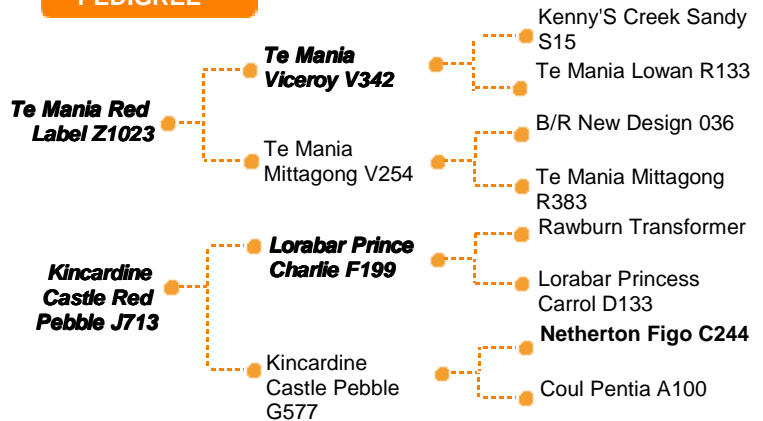 PEDIGREE
Kenny'S Creek Sandy
S15
Te Mania
Viceroy V342
Te Mania Lowan R133
Te Mania Red
Label Z1023
B/R New Design 036
Te Mania
Mittagong V254
Te Mania Mittagong
R383
Rawburn Transformer
Lorabar Prince
Charlie F199
Kincardine
Castle Red
Pebble J713
Lorabar Princess
Carrol D133
Netherton Figo C244
Kincardine
Castle Pebble
G577
Coul Pentia A100